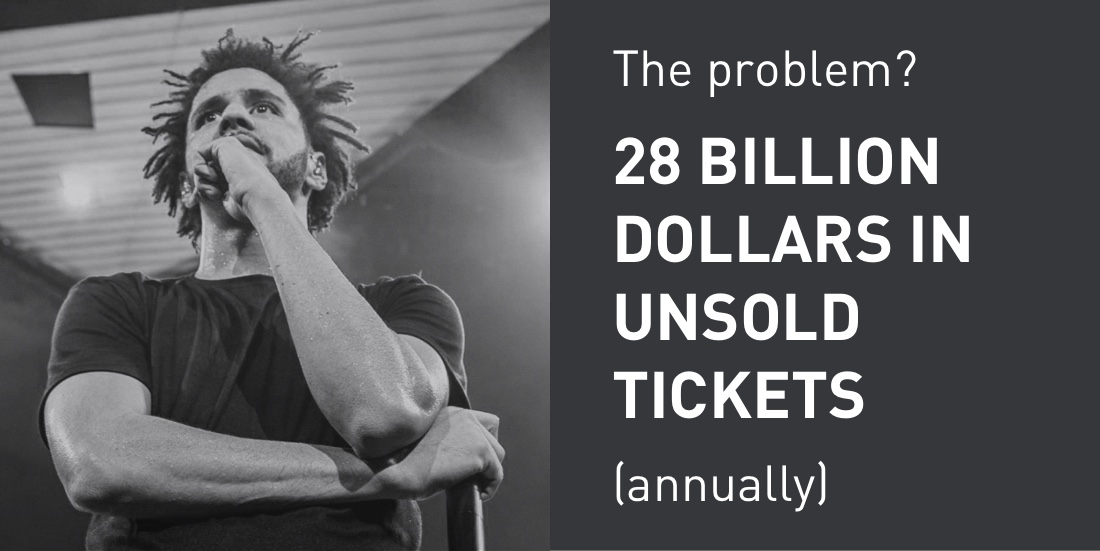 The problem?
28 BILLION
DOLLARS IN
UNSOLD
TICKETS
(annually)